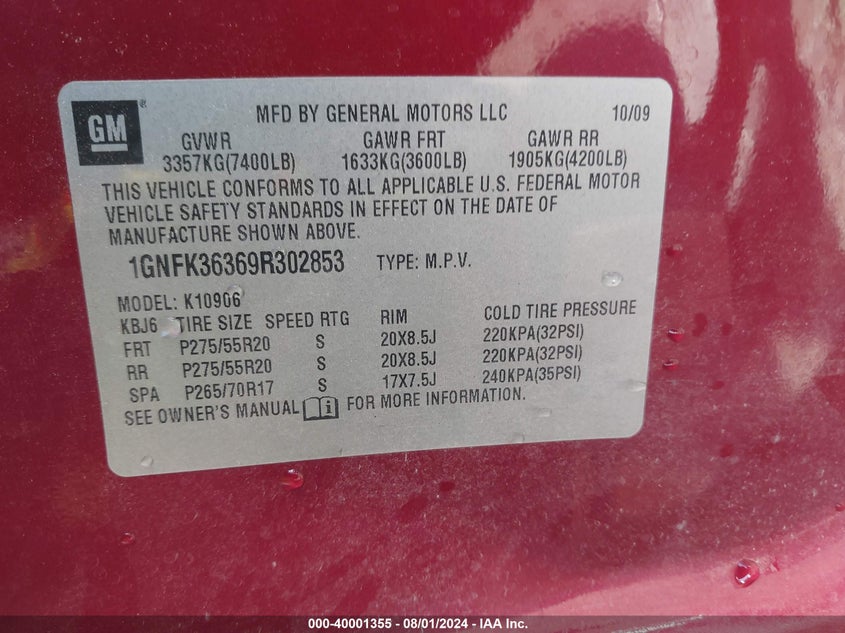 GM
MFD BY GENERAL MOTORS LLC 10/09
GVWR GAWR FRT GAWR RR
3357KG(7400LB) 1633KG(3600LB) 1905KG(4200LB)
THIS VEHICLE CONFORMS TO ALL APPLICABLE U.S. FEDERAL MOTOR
VEHICLE SAFETY STANDARDS IN EFFECT ON THE DATE OF
MANUFACTURE SHOWN ABOVE.
1GNFK36369R302853 TYPE: M.P.V.
MODEL: K10906
KBJ6 TIRE SIZE SPEED RTG RIM COLD TIRE PRESSURE
FRT P275/55R20 S 20X8.5J 220KPA(32PSI)
RR P275/55R20 S 20X8.5J 220KPA(32PSI)
SPA P265/70R17 S 17X7.5J 240KPA(35PSI)
SEE OWNER'S MANUAL FOR MORE INFORMATION.
000-40001355 - 08/01/2024 - IAA Inc.